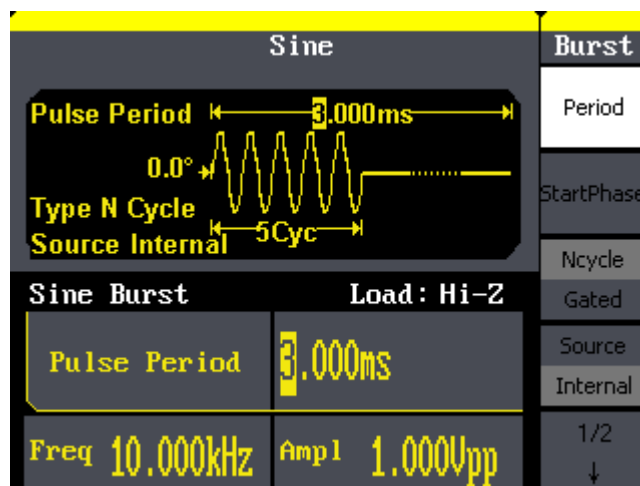 Sine
Burst
Pulse Period 3.000ms
0.0°
Type N Cycle
Source Internal
5Cyc
Period
StartPhase
Ncycle
Gated
Source
Internal
1/2
↓
Sine Burst Load: Hi-Z
Pulse Period 3.000ms
Freq 10.000kHz Ampl 1.000Vpp